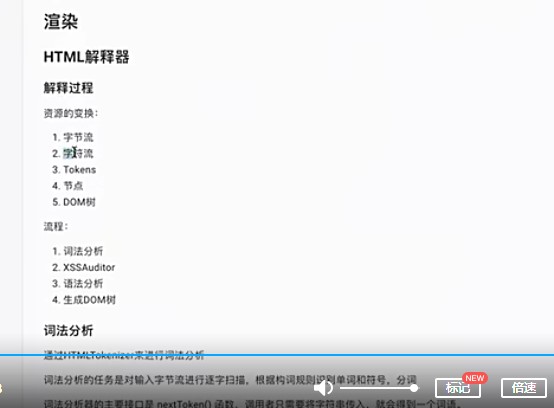 渲染
HTML解释器
解释过程
资源的变换：
1. 字节流
2. 字符流
3. Tokens
4. 节点
5. DOM树
流程：
1. 词法分析
2. XSSAuditor
3. 语法分析
4. 生成DOM树
词法分析
通过HTMLTokenizer来进行词法分析
词法分析的任务是对输入字节流进行逐字扫描，根据构词规则识别单词和符号，分词
词法分析器的主要接口是 nextToken() 函数，调用者只需要将字符串传入，就会得到一个词语，
标记
NEW
倍速